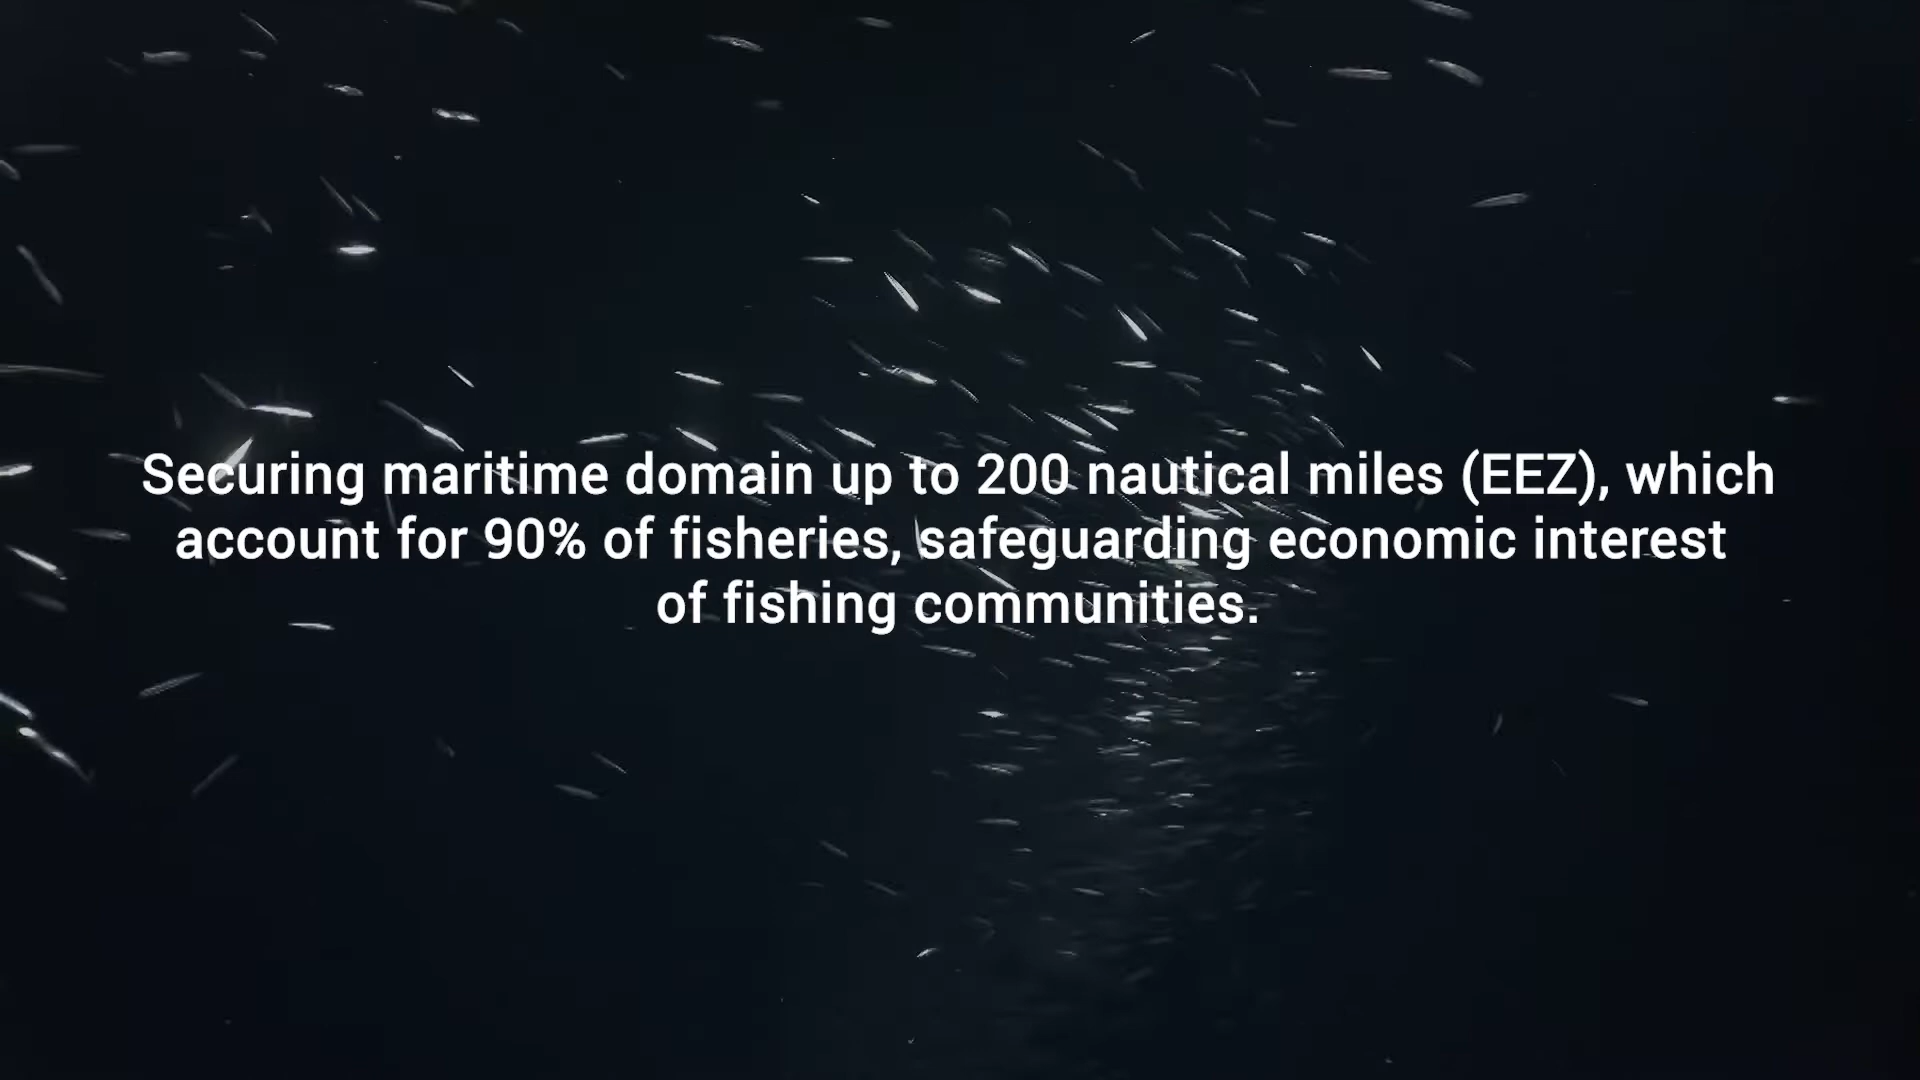 Securing maritime domain up to 200 nautical miles (EEZ), which
account for 90% of fisheries, safeguarding economic interest
of fishing communities.